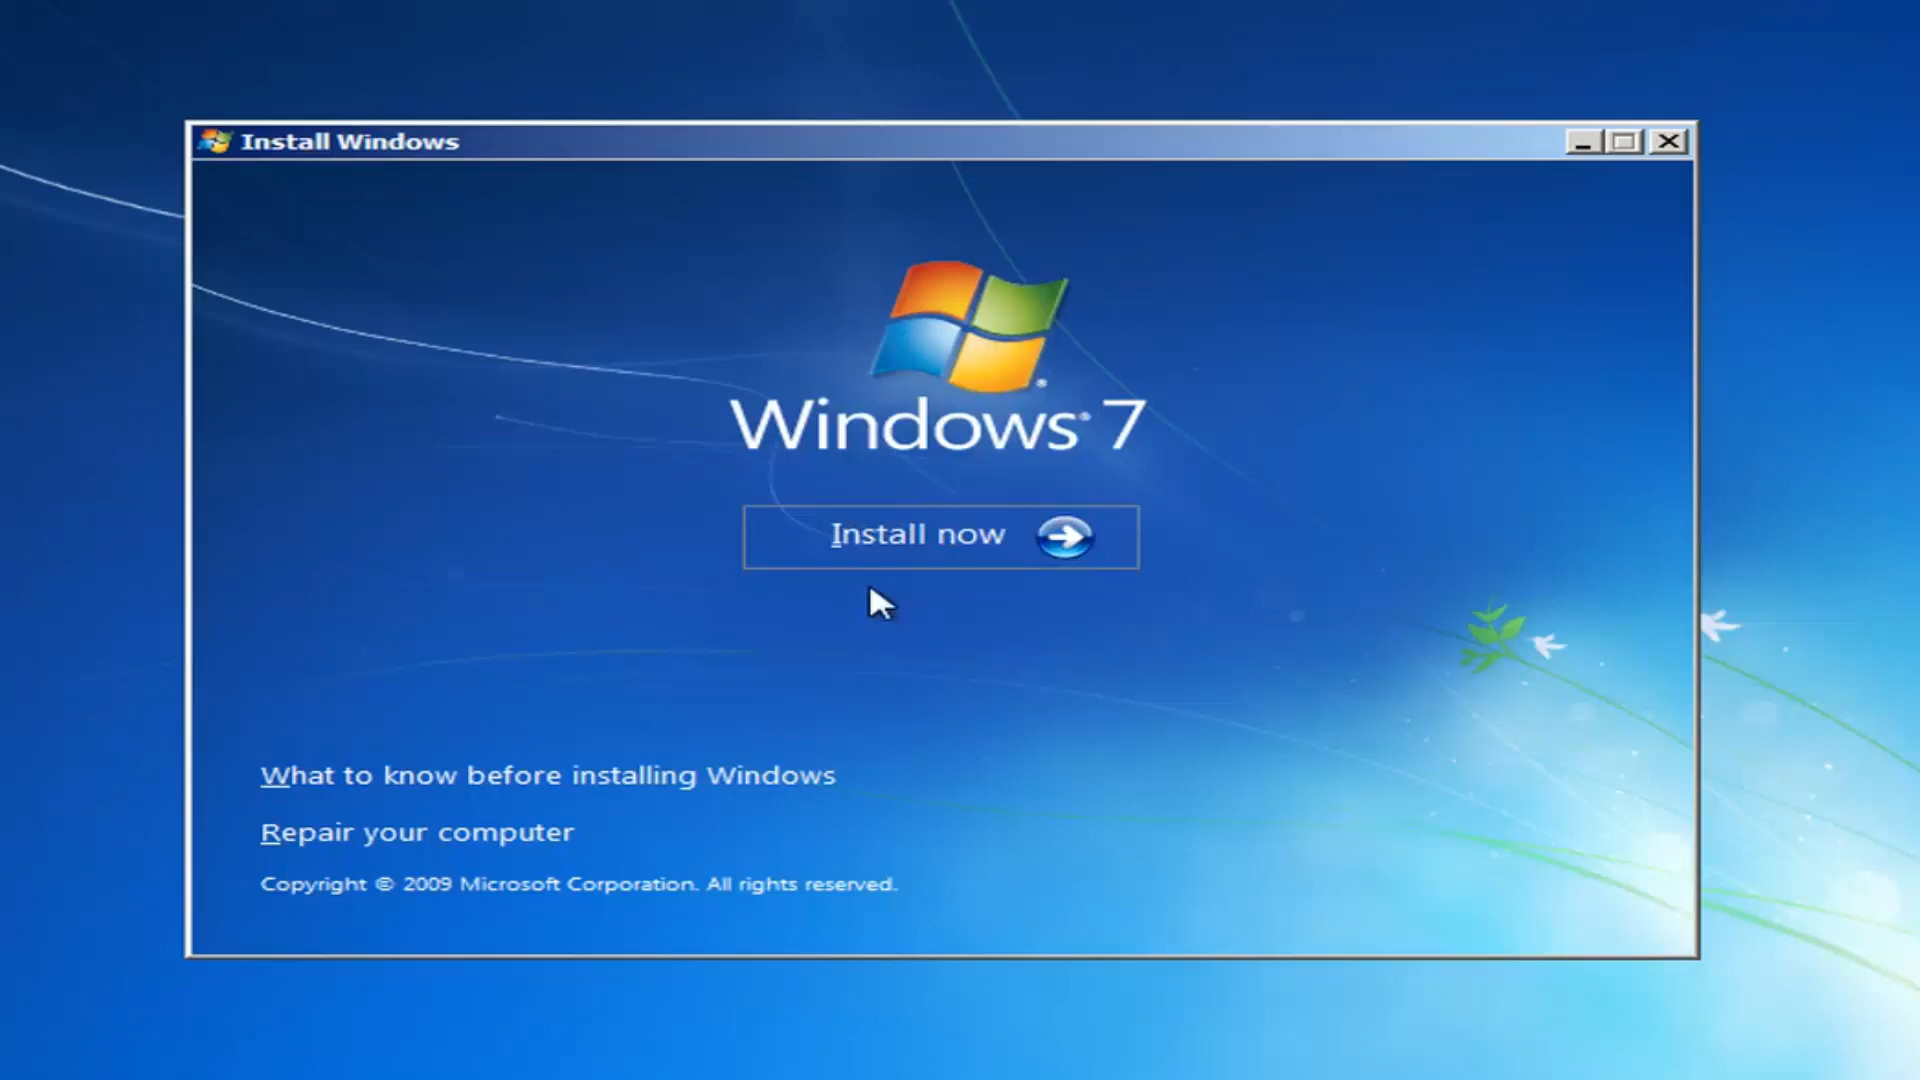 Install Windows
Windows® 7
Install now
What to know before installing Windows
Repair your computer
Copyright © 2009 Microsoft Corporation. All rights reserved.